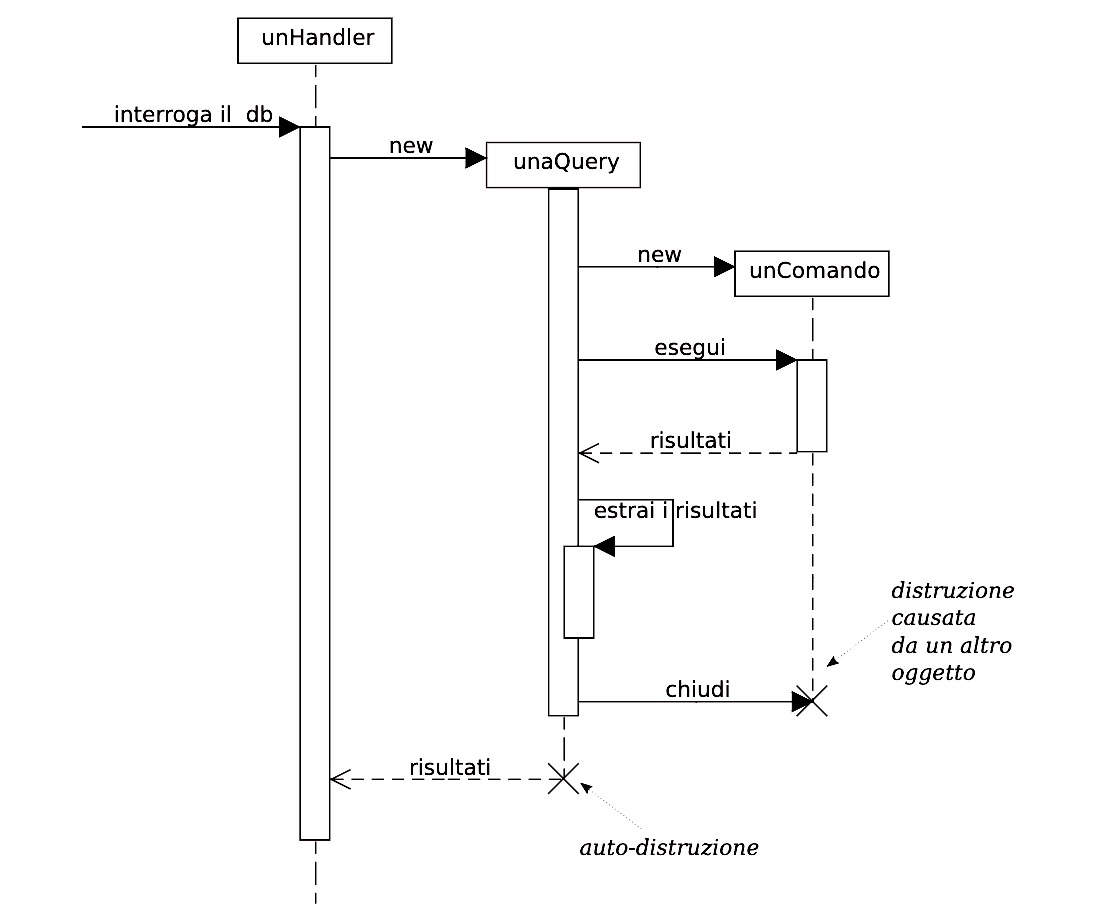 unHandler
interroga il  db
new
unaQuery
new
unComando
esegui
risultati
estrai i risultati
distruzione
causata
da un altro
oggetto
chiudi
risultati
auto-distruzione